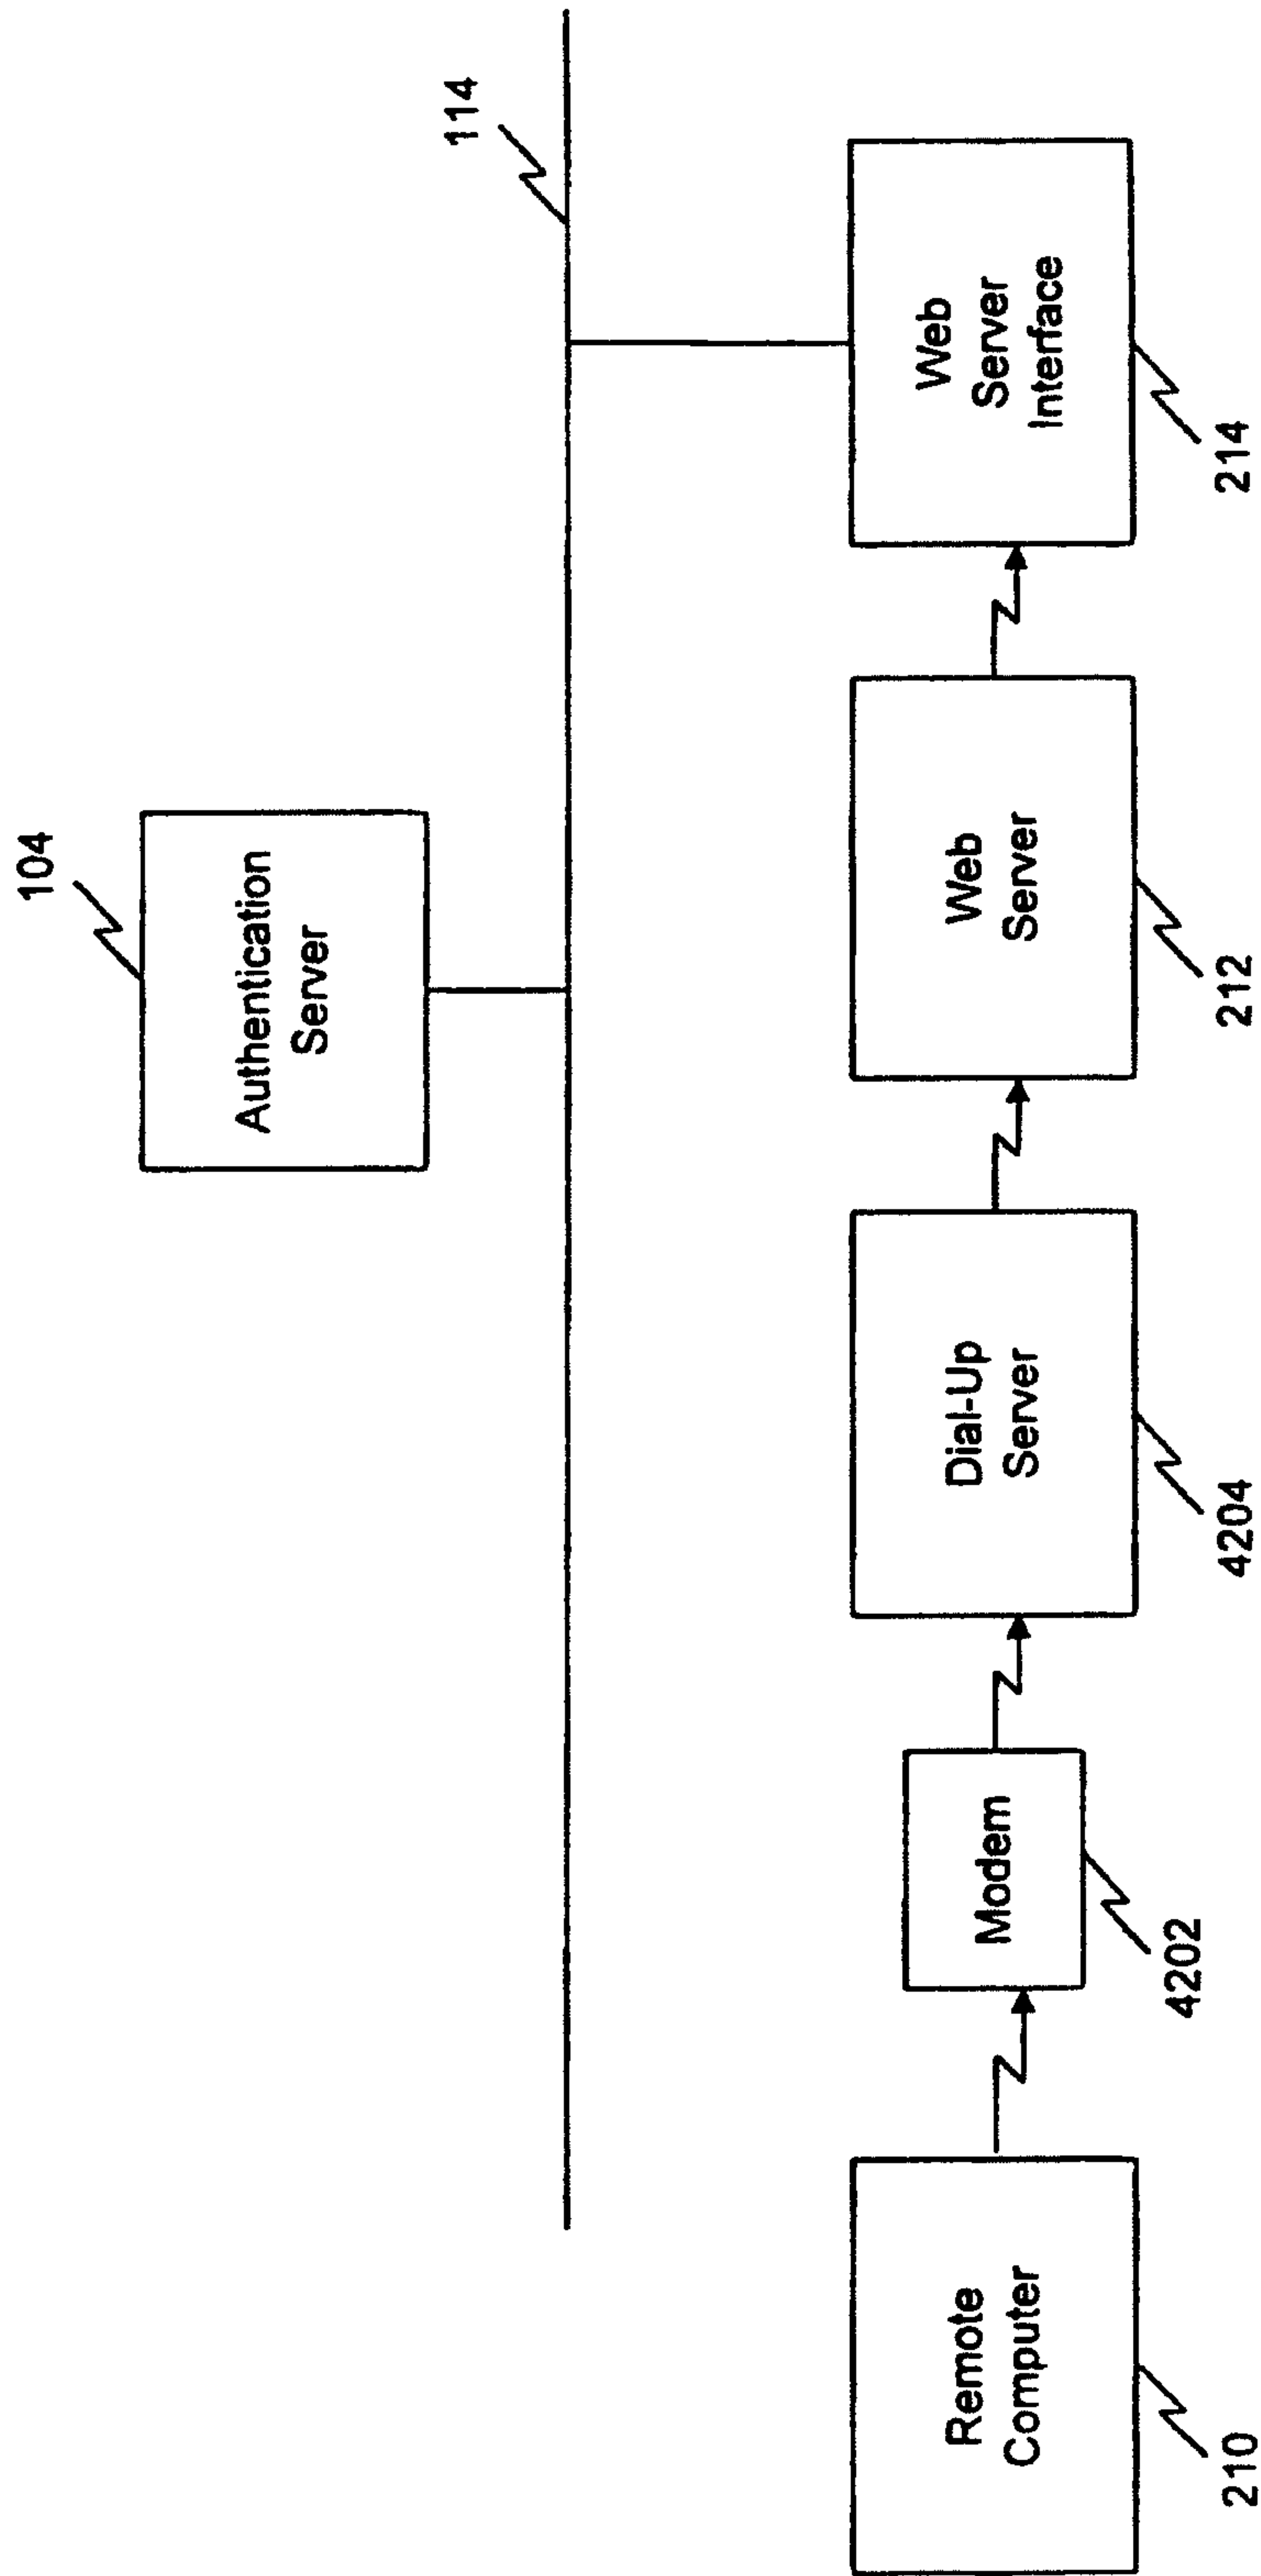 104
Authentication
Server
114
Remote
Computer
210
Modem
4202
Dial-Up
Server
4204
Web
Server
212
Web
Server
Interface
214